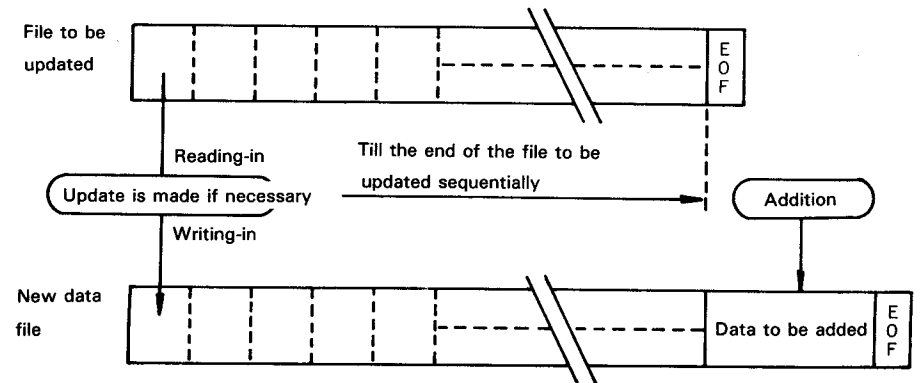 File to be
updated
E
O
F
Reading-in
Till the end of the file to be
updated sequentially
Update is made if necessary
Addition
Writing-in
New data
file
Data to be added
E
O
F